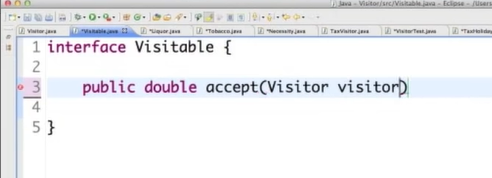 Java - Visitor/src/Visitable.java - Eclipse - /Users
Visitor.java *Visitable.java *Liquor.java *Tobacco.java *Necessity.java TaxVisitor.java *VisitorTest.java *TaxHoliday
1 interface Visitable {
2
3 public double accept(Visitor visitor)
4
5 }